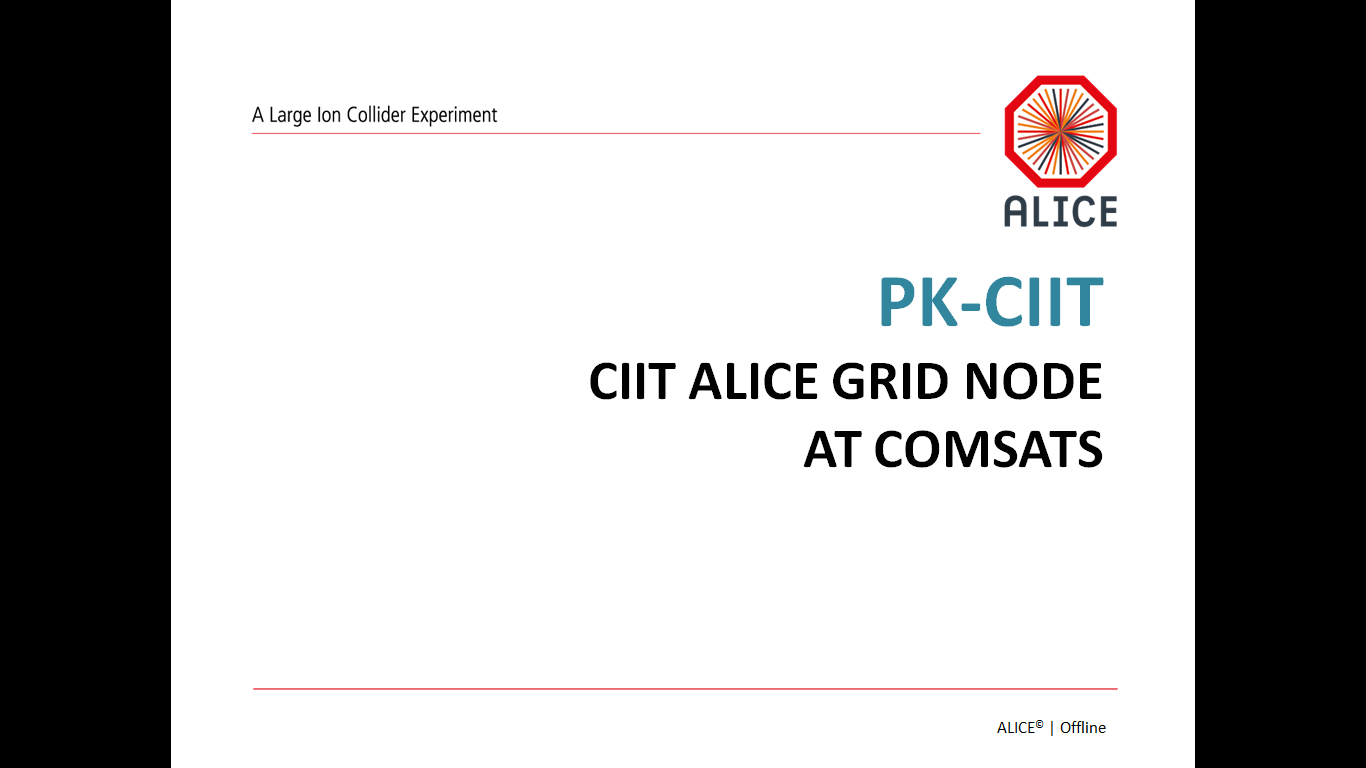 A Large Ion Collider Experiment
ALICE
PK-CIIT
CIIT ALICE GRID NODE
AT COMSATS
ALICE© | Offline